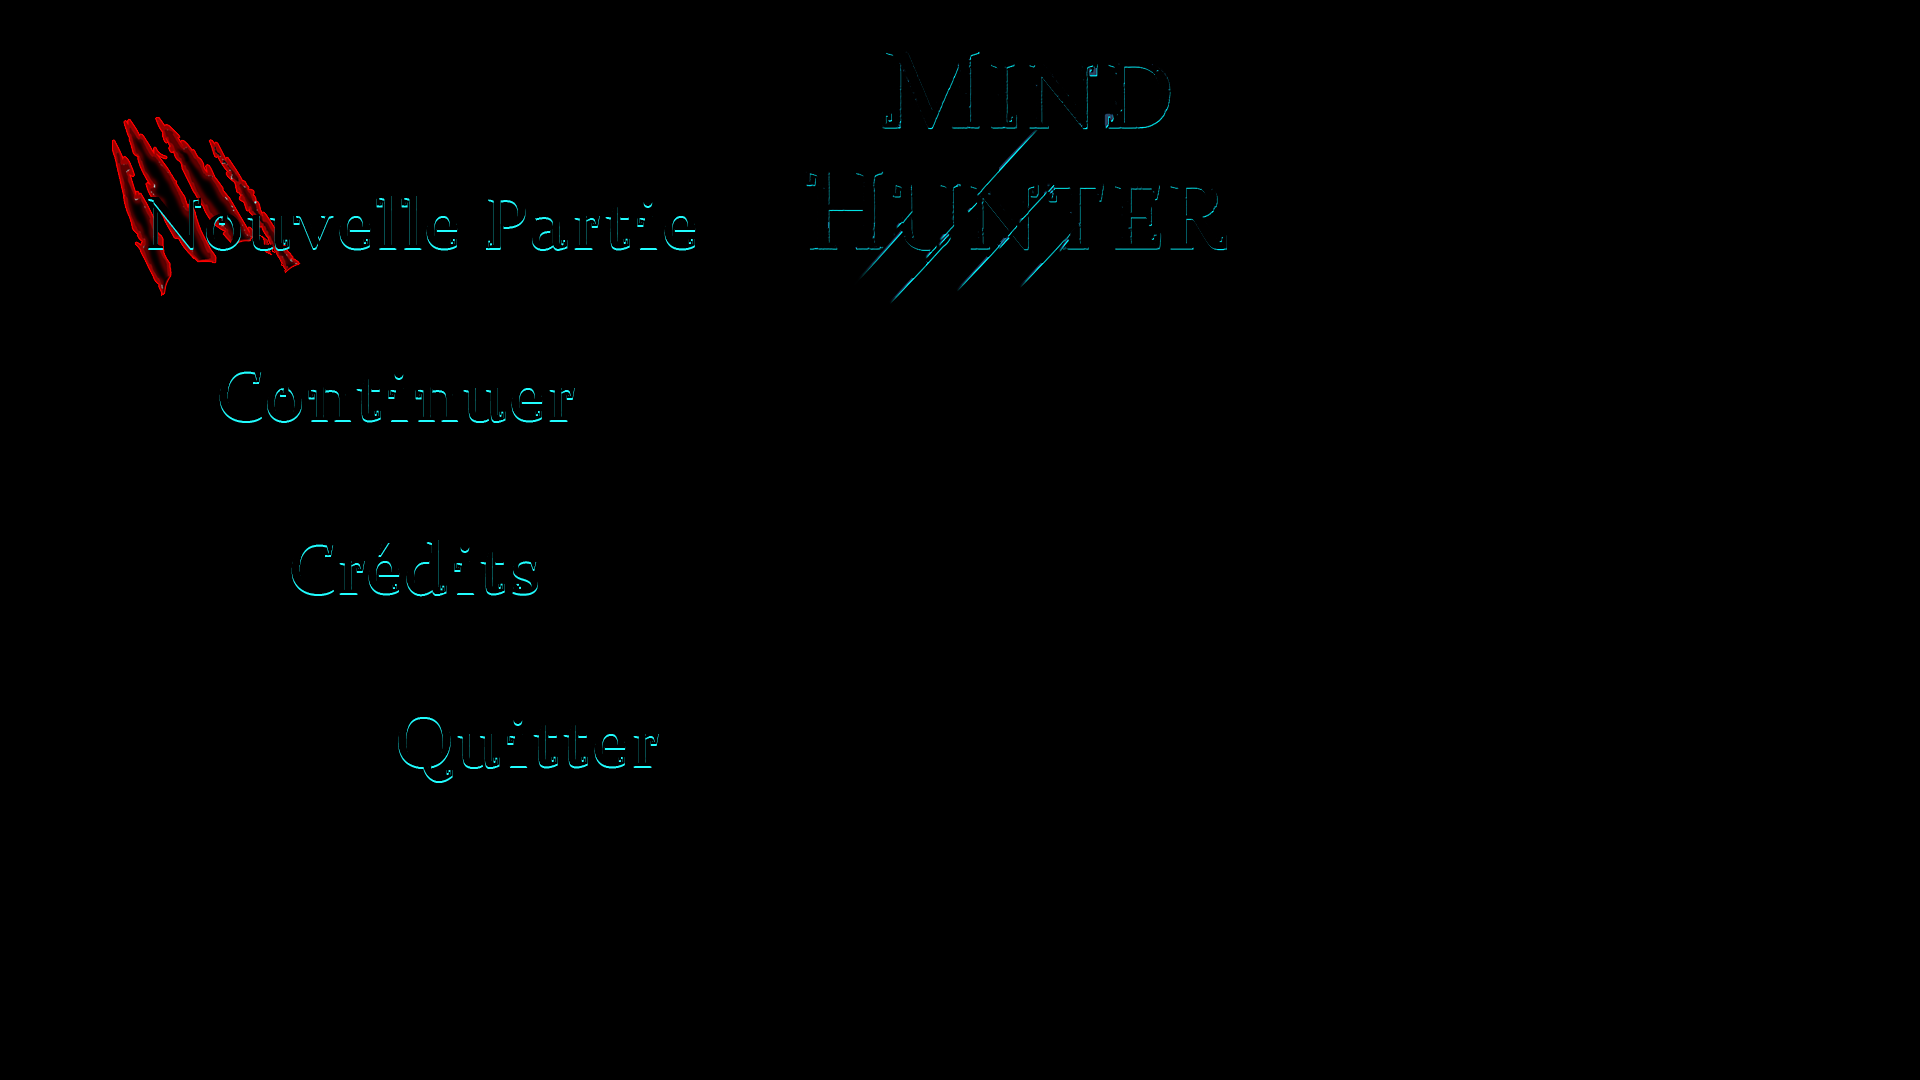 MIND
HUNTER
Nouvelle Partie
Continuer
Crédits
Quitter